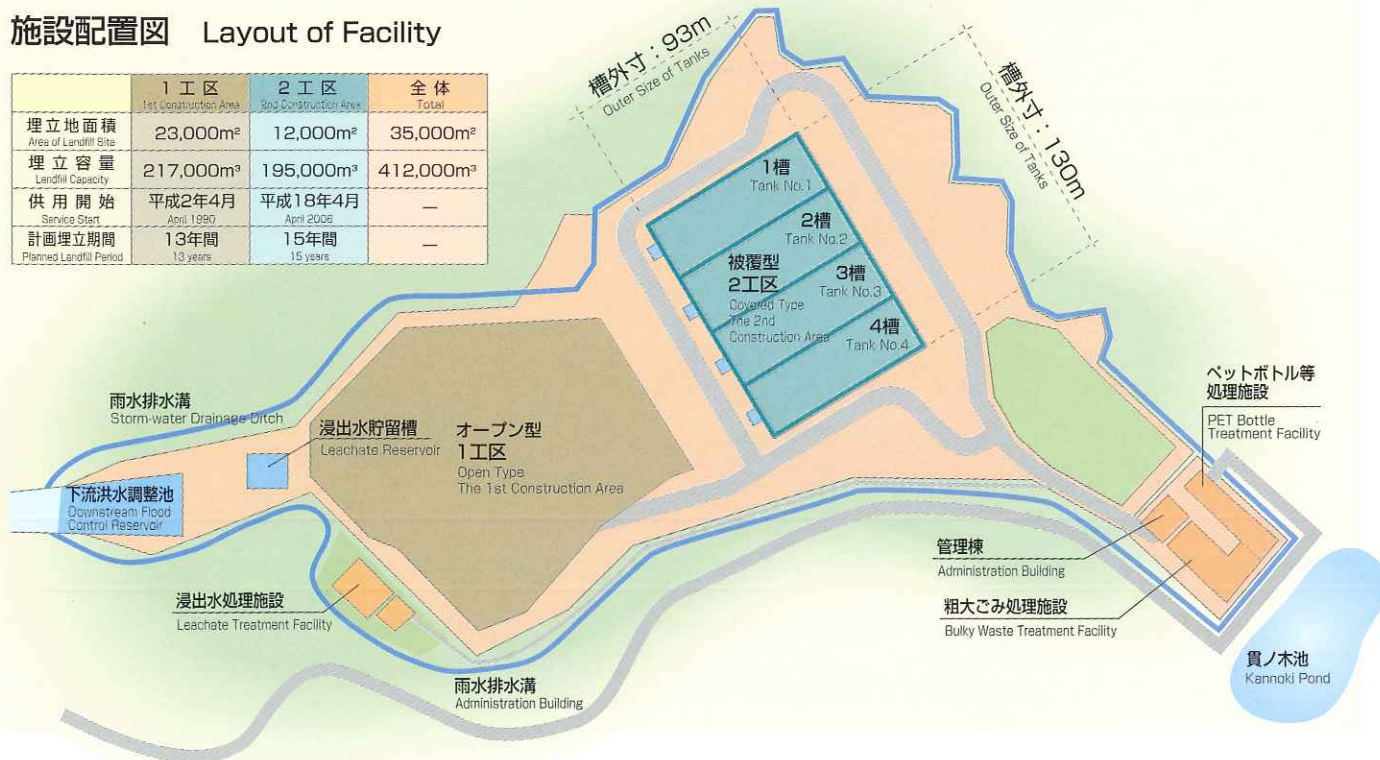 施設配置図 Layout of Facility
1工区 2工区 全体
1st Construction Area 2nd Construction Area Total
埋立地面積 23,000m² 12,000m² 35,000m²
Area of Landfill Site
埋立容量 217,000m³ 195,000m³ 412,000m³
Landfill Capacity
供用開始 平成2年4月 平成18年4月 —
Service Start April 1990 April 2006
計画埋立期間 13年間 15年間 —
Planned Landfill Period 13 years 15 years
槽外寸：93m
Outer Size of Tanks
槽外寸：130m
Outer Size of Tanks
1槽
Tank No.1
2槽
Tank No.2
3槽
Tank No.3
4槽
Tank No.4
被覆型
2工区
Covered Type
The 2nd
Construction Area
雨水排水溝
Storm-water Drainage Ditch
浸出水貯留槽
Leachate Reservoir
オープン型
1工区
Open Type
The 1st Construction Area
下流洪水調整池
Downstream Flood
Control Reservoir
浸出水処理施設
Leachate Treatment Facility
雨水排水溝
Administration Building
ペットボトル等
処理施設
PET Bottle
Treatment Facility
管理棟
Administration Building
粗大ごみ処理施設
Bulky Waste Treatment Facility
貫ノ木池
Kannoki Pond